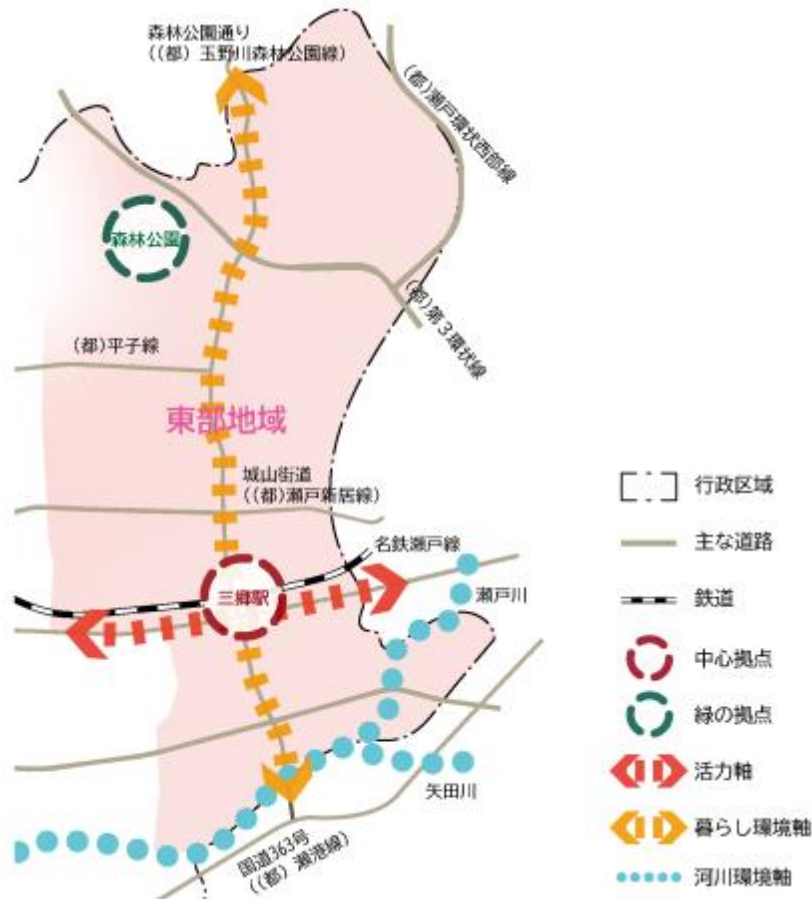 森林公園通り
((都) 玉野川森林公園線)
(都)瀬戸環状西部線
森林公園
(都)第3環状線
(都)平子線
東部地域
城山街道
((都)瀬戸新居線)
名鉄瀬戸線
三郷駅
瀬戸川
矢田川
国道363号
((都) 瀬港線)
行政区域
主な道路
鉄道
中心拠点
緑の拠点
活力軸
暮らし環境軸
河川環境軸